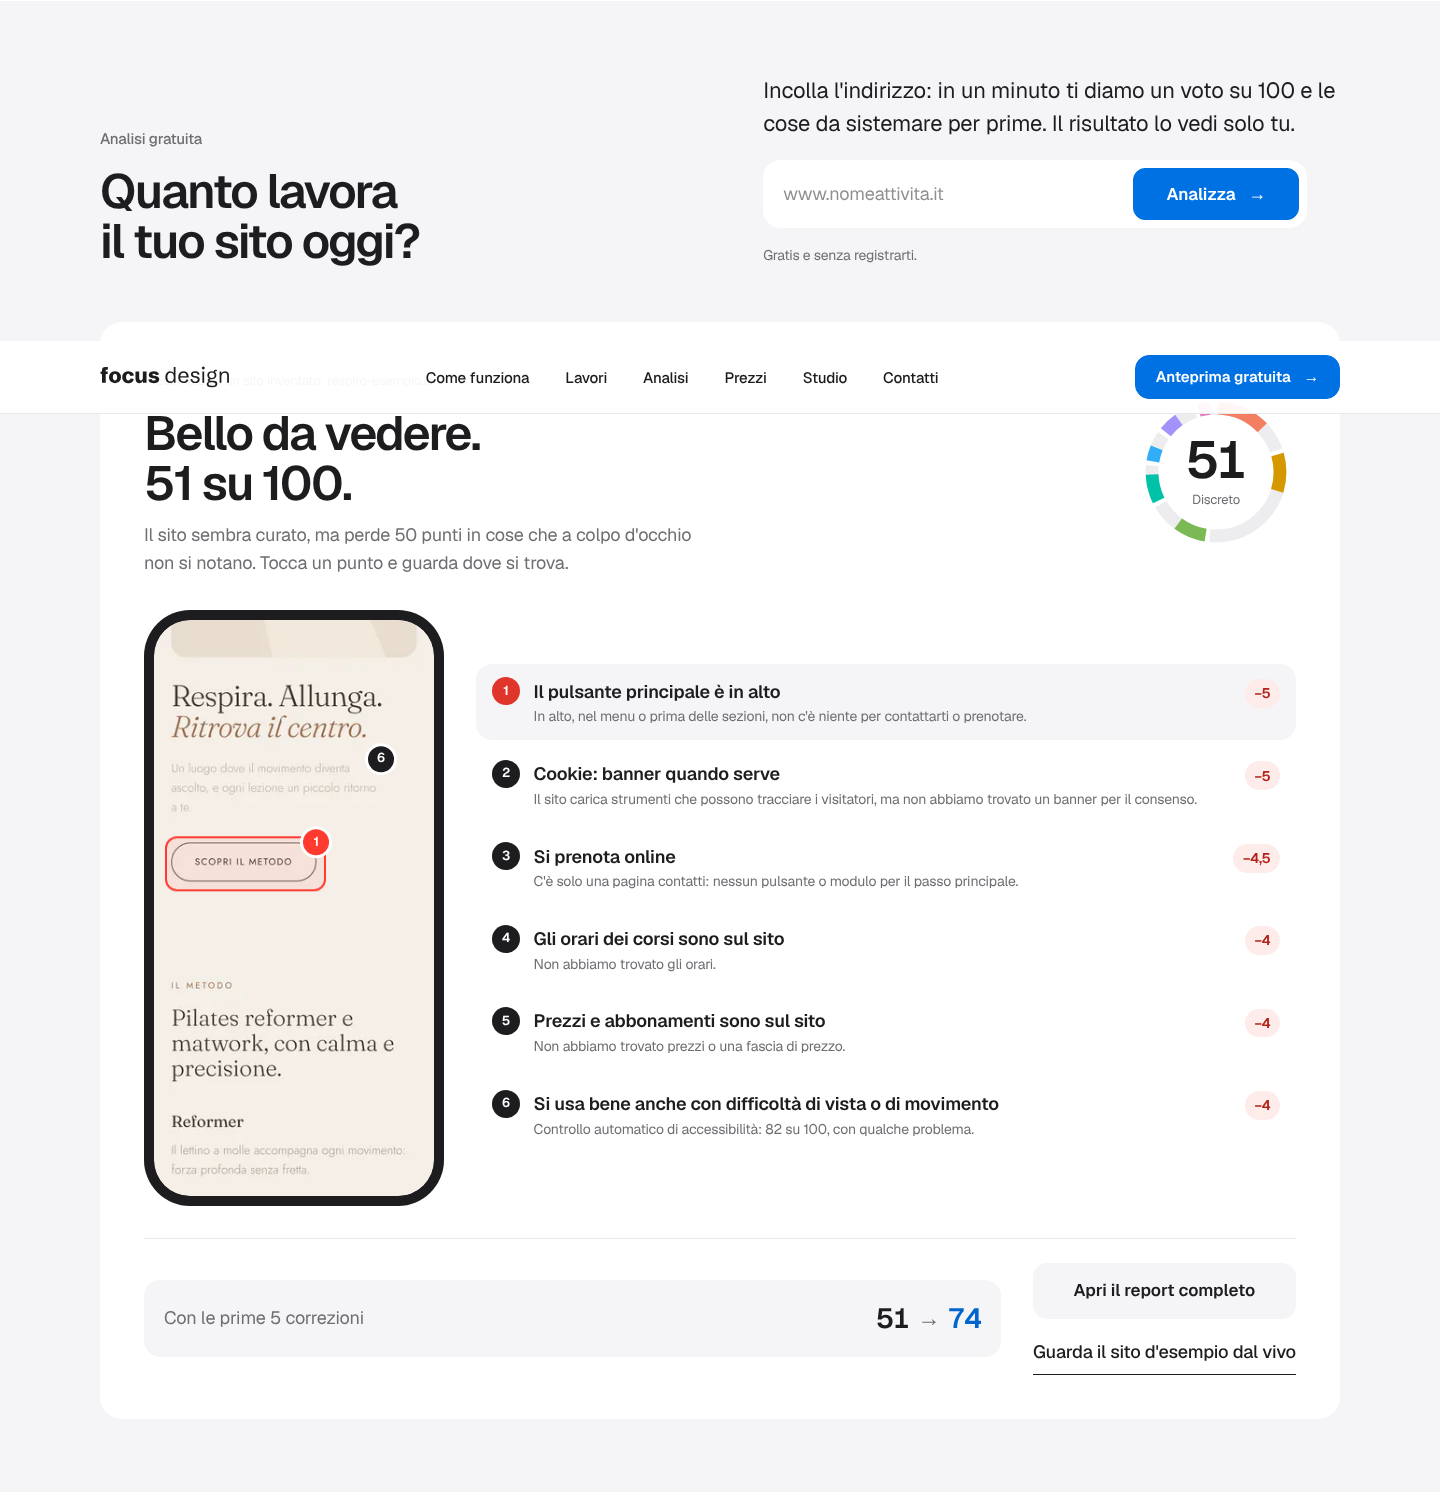 Incolla l'indirizzo: in un minuto ti diamo un voto su 100 e le
cose da sistemare per prime. Il risultato lo vedi solo tu.
Analisi gratuita
Quanto lavora
il tuo sito oggi?
www.nomeattivita.it
Analizza →
Gratis e senza registrarti.
focus design
Come funziona
Lavori
Analisi
Prezzi
Studio
Contatti
Anteprima gratuita →
sito inventato: respiro-esempio.
Bello da vedere.
51 su 100.
51
Discreto
Il sito sembra curato, ma perde 50 punti in cose che a colpo d'occhio
non si notano. Tocca un punto e guarda dove si trova.
Respira. Allunga.
Ritrova il centro.
6
Un luogo dove il movimento diventa
ascolto, e ogni lezione un piccolo ritorno
a te.
1
SCOPRI IL METODO
IL METODO
Pilates reformer e
matwork, con calma e
precisione.
Reformer
Il lettino a molle accompagna ogni movimento:
forza profonda senza fretta.
1 Il pulsante principale è in alto −5
In alto, nel menu o prima delle sezioni, non c'è niente per contattarti o prenotare.
2 Cookie: banner quando serve −5
Il sito carica strumenti che possono tracciare i visitatori, ma non abbiamo trovato un banner per il consenso.
3 Si prenota online −4,5
C'è solo una pagina contatti: nessun pulsante o modulo per il passo principale.
4 Gli orari dei corsi sono sul sito −4
Non abbiamo trovato gli orari.
5 Prezzi e abbonamenti sono sul sito −4
Non abbiamo trovato prezzi o una fascia di prezzo.
6 Si usa bene anche con difficoltà di vista o di movimento −4
Controllo automatico di accessibilità: 82 su 100, con qualche problema.
Con le prime 5 correzioni
51 → 74
Apri il report completo
Guarda il sito d'esempio dal vivo